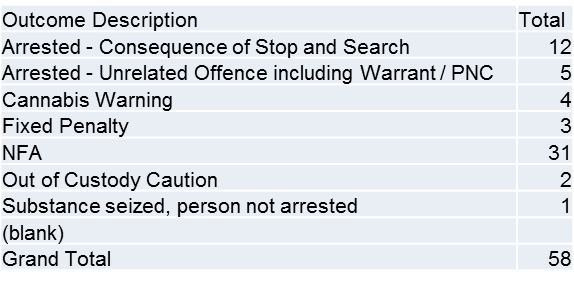 Outcome Description Total
Arrested - Consequence of Stop and Search 12
Arrested - Unrelated Offence including Warrant / PNC 5
Cannabis Warning 4
Fixed Penalty 3
NFA 31
Out of Custody Caution 2
Substance seized, person not arrested 1
(blank)
Grand Total 58